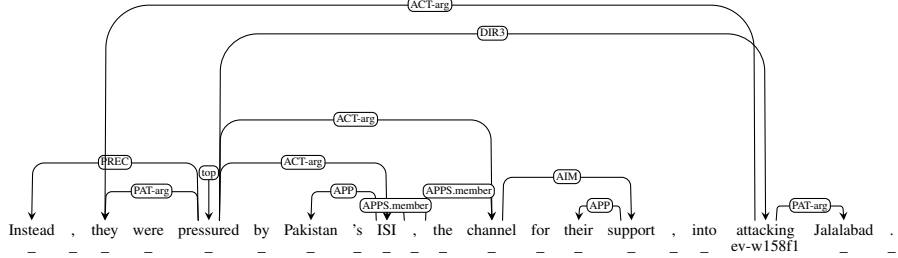 ACT-arg
DIR3
ACT-arg
PREC top ACT-arg AIM
PAT-arg APP APPS.member APPS.member APP PAT-arg
Instead , they were pressured by Pakistan 's ISI , the channel for their support , into attacking Jalalabad .
_ _ _ _ _ _ _ _ _ _ _ _ _ _ _ _ _ ev-w158f1 _ _